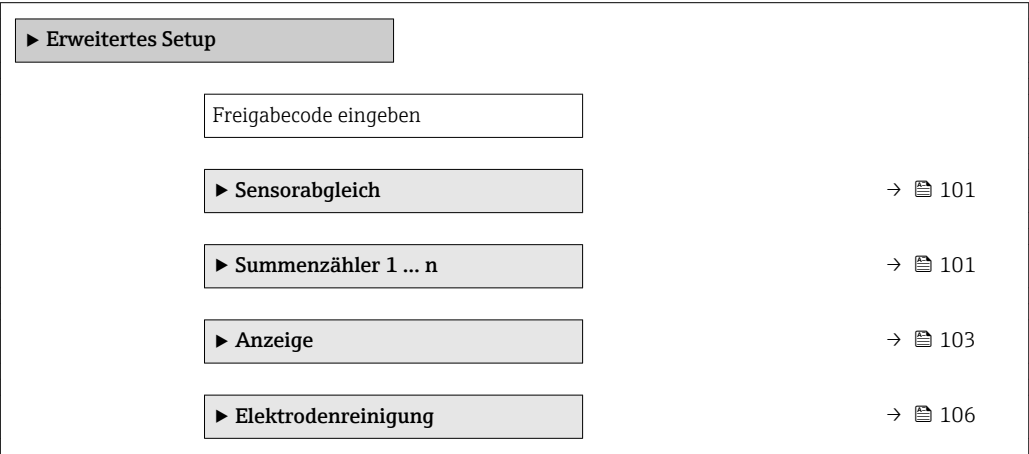 ▶ Erweitertes Setup
Freigabecode eingeben
▶ Sensorabgleich → 101
▶ Summenzähler 1 … n → 101
▶ Anzeige → 103
▶ Elektrodenreinigung → 106